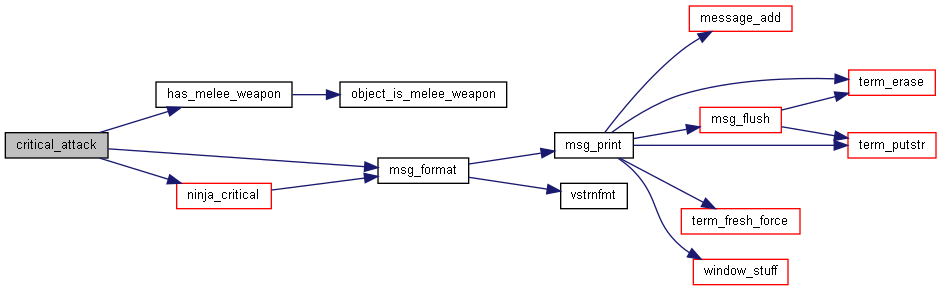 message_add
has_melee_weapon
object_is_melee_weapon
term_erase
msg_flush
critical_attack
msg_print
term_putstr
msg_format
ninja_critical
vstrnfmt
term_fresh_force
window_stuff